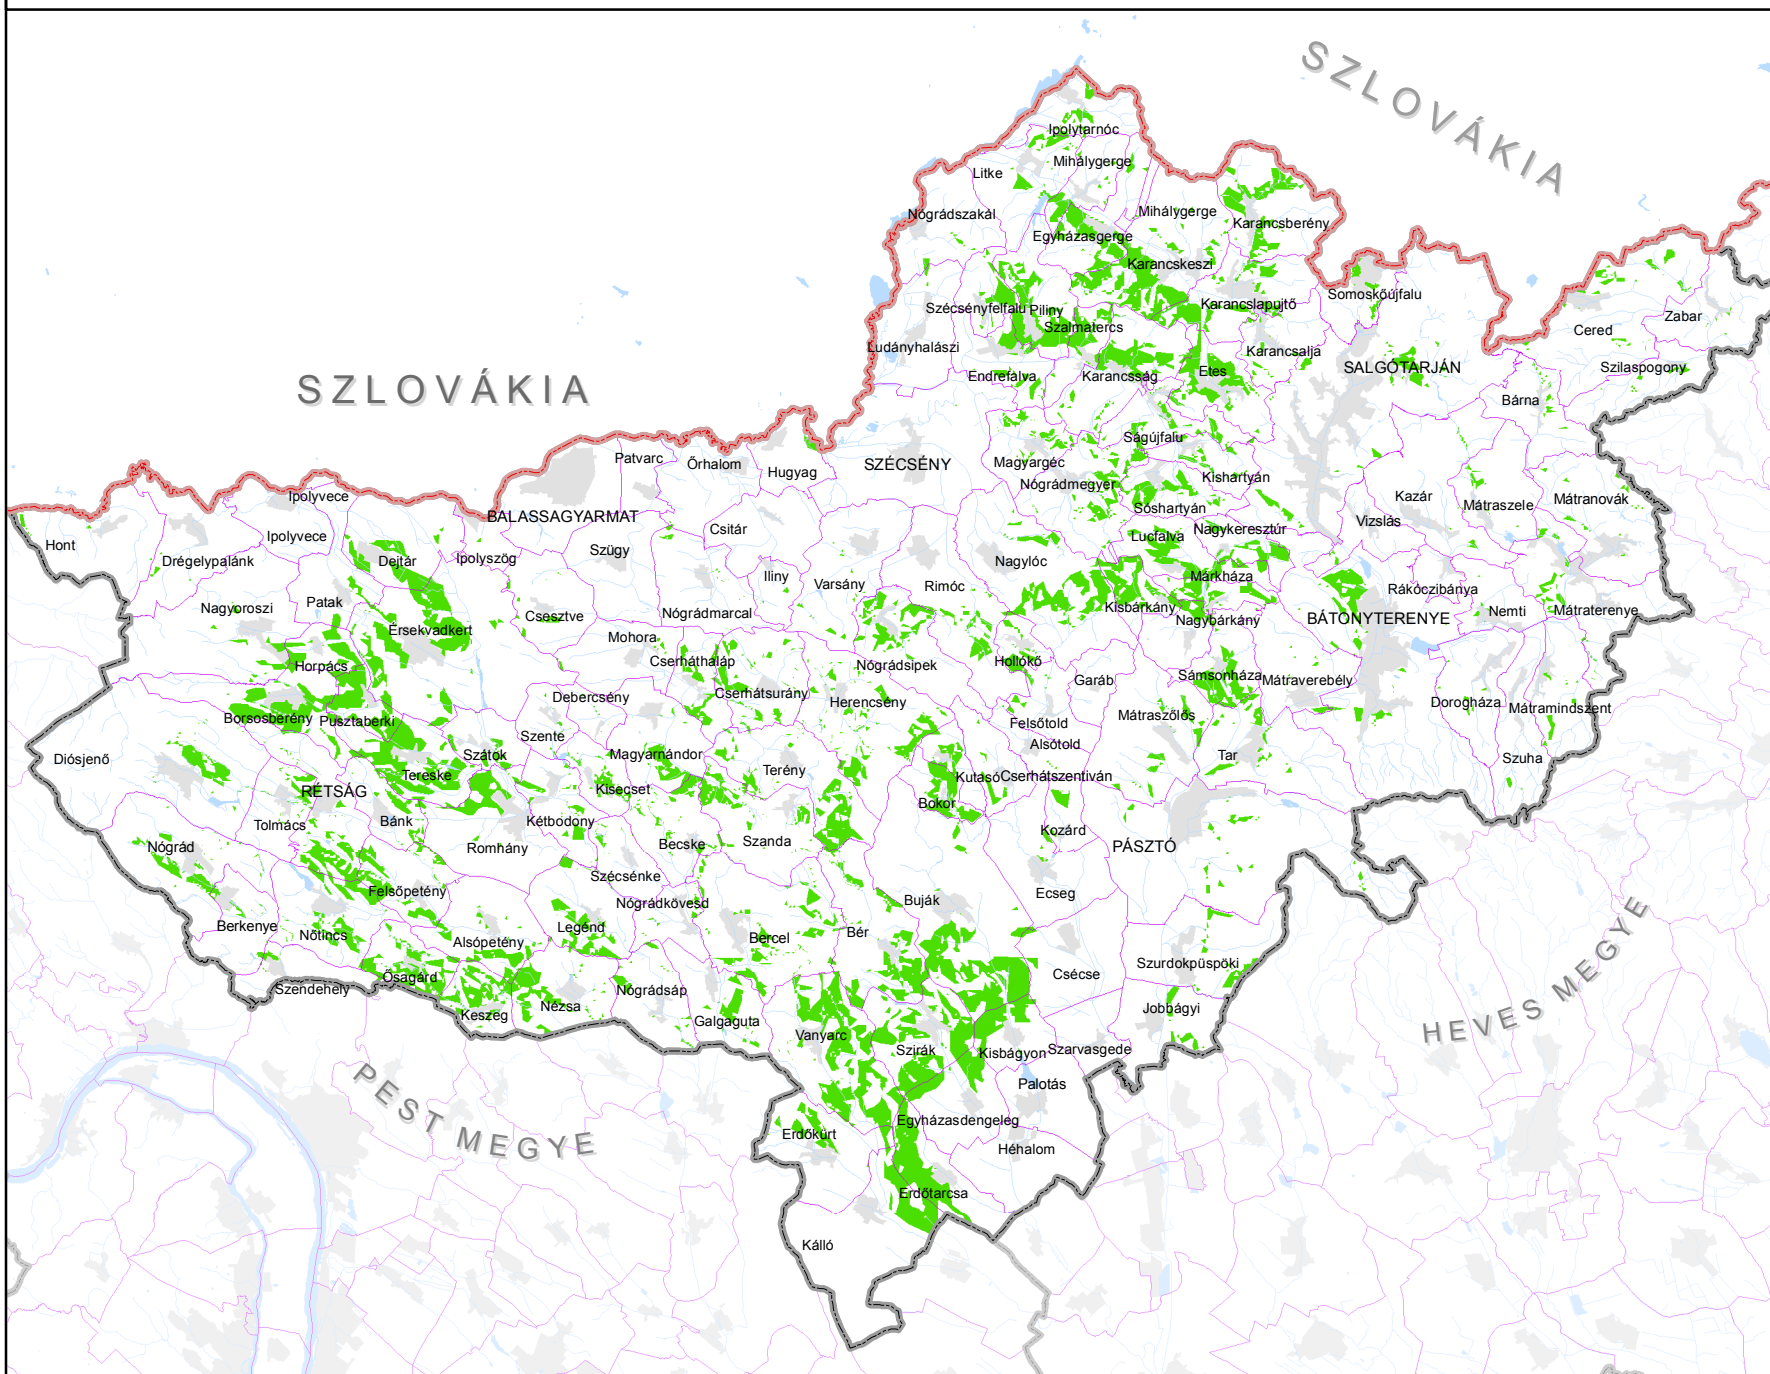 SZLOVÁKIA
Ipolytarnóc
Mihálygerge
Litke
Nógrádszakál
Mihálygerge
Karancsberény
Egyházasgerge
Karancskeszi
Szécsényfelfalu
Piliny
Karancslapujtő
Somoskőújfalu
Szalmatercs
Cered
Zabar
Ludányhalászi
Karancsalja
SALGÓTARJÁN
Szilaspogony
Endrefalva
Karancsság
Etes
SZLOVÁKIA
Bárna
Ságújfalu
Patvarc
Őrhalom
Hugyag
SZÉCSÉNY
Magyargéc
Nógrádmegyer
Kishartyán
Ipolyvece
Kazár
Mátraszele
Mátranovák
BALASSAGYARMAT
Sóshartyán
Vizslás
Csitár
Nagykeresztúr
Hont
Ipolyvece
Lucfalva
Drégelypalánk
Dejtár
Ipolyszög
Szügy
Nagylóc
Iliny
Varsány
Rimóc
Márkháza
Rákóczibánya
Nagyoroszi
Patak
Csesztve
Nógrádmarcal
Kisbárkány
Nagybárkány
BÁTONYTERENYE
Nemti
Mátraterenye
Érsekvadkert
Mohora
Horpács
Cserháthaláp
Nógrádsipek
Hollókő
Garáb
Sámsonháza
Mátraverebély
Debercsény
Cserhátsurány
Herencsény
Dorogháza
Mátramindszent
Borsosberény
Pusztaberki
Felsőtold
Mátraszőlős
Szente
Alsótold
Diósjenő
Szátok
Magyarnándor
Tar
Szuha
Tereske
Terény
Kutasó
Cserhátszentiván
RÉTSÁG
Kisecset
Bokor
Tolmács
Bánk
Kétbodony
Kozárd
Nógrád
Romhány
Becske
Szanda
PÁSZTÓ
Szécsénke
Felsőpetény
Nógrádkövesd
Buják
Ecseg
Berkenye
Nőtincs
Legénd
Bercel
Bér
Alsópetény
Szurdokpüspöki
Csécse
Ősagárd
Szendehely
Nógrádsáp
Keszeg
Nézsa
Galgaguta
Jobbágyi
HEVES MEGYE
Vanyarc
Szirák
Kisbágyon
Szarvasgede
Palotás
PEST MEGYE
Egyházasdengeleg
Erdőkürt
Héhalom
Erdőtarcsa
Kálló